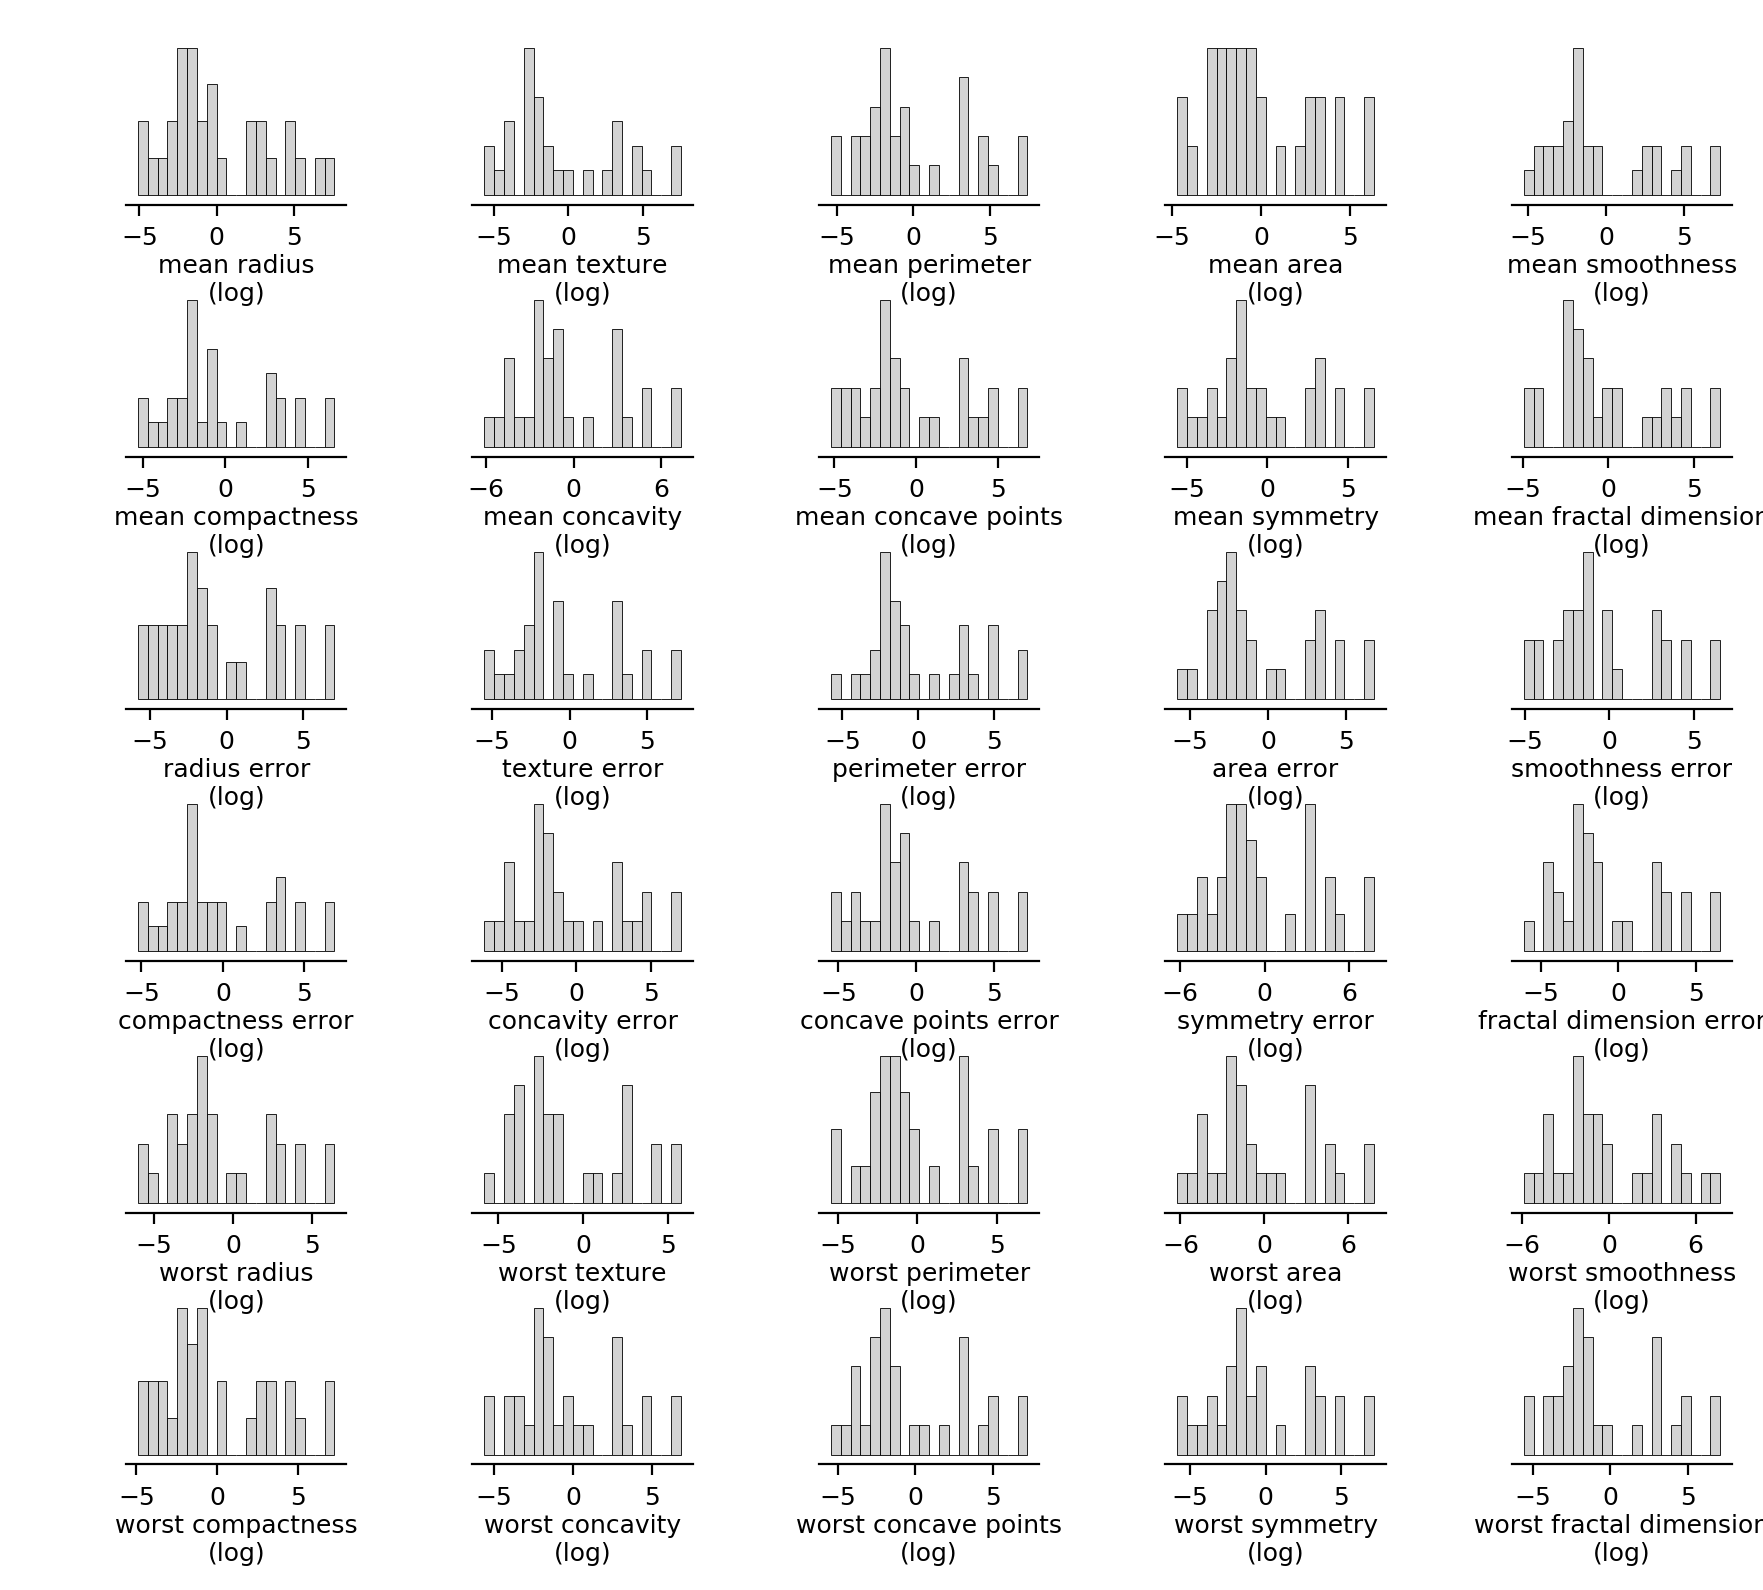 −5 0 5 −5 0 5 −5 0 5 −5 0 5 −5 0 5
mean radius mean texture mean perimeter mean area mean smoothness
(log) (log) (log) (log) (log)
−5 0 5 −6 0 6 −5 0 5 −5 0 5 −5 0 5
mean compactness mean concavity mean concave points mean symmetry mean fractal dimension
(log) (log) (log) (log) (log)
−5 0 5 −5 0 5 −5 0 5 −5 0 5 −5 0 5
radius error texture error perimeter error area error smoothness error
(log) (log) (log) (log) (log)
−5 0 5 −5 0 5 −5 0 5 −6 0 6 −5 0 5
compactness error concavity error concave points error symmetry error fractal dimension error
(log) (log) (log) (log) (log)
−5 0 5 −5 0 5 −5 0 5 −6 0 6 −6 0 6
worst radius worst texture worst perimeter worst area worst smoothness
(log) (log) (log) (log) (log)
−5 0 5 −5 0 5 −5 0 5 −5 0 5 −5 0 5
worst compactness worst concavity worst concave points worst symmetry worst fractal dimension
(log) (log) (log) (log) (log)